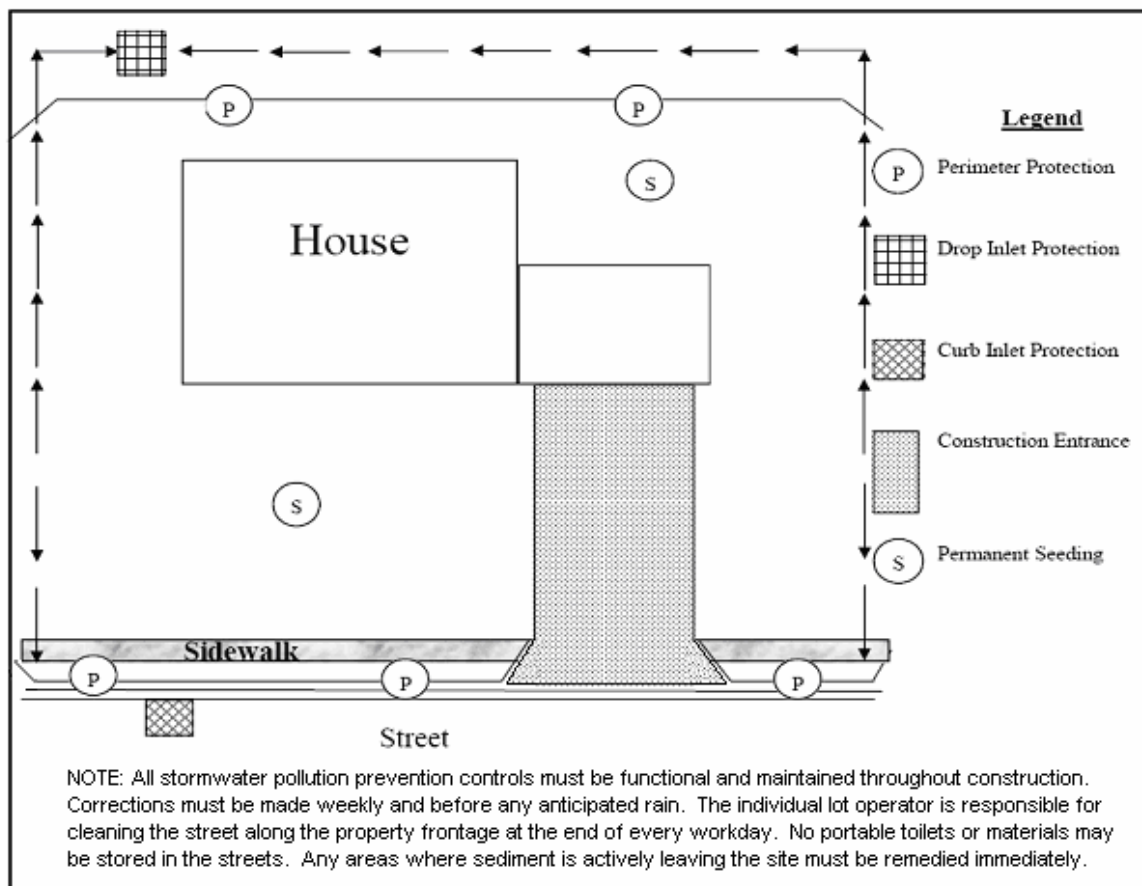 P
P
Legend
P
Perimeter Protection
S
House
Drop Inlet Protection
Curb Inlet Protection
Construction Entrance
S
S
Permanent Seeding
Sidewalk
P
P
P
Street
NOTE: All stormwater pollution prevention controls must be functional and maintained throughout construction.
Corrections must be made weekly and before any anticipated rain. The individual lot operator is responsible for
cleaning the street along the property frontage at the end of every workday. No portable toilets or materials may
be stored in the streets. Any areas where sediment is actively leaving the site must be remedied immediately.